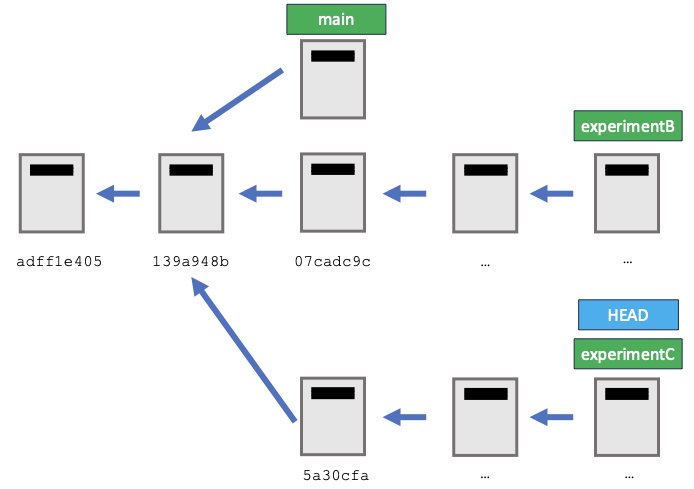 main
experimentB
adff1e405
139a948b
07cadc9c
…
…
HEAD
experimentC
5a30cfa
…
…